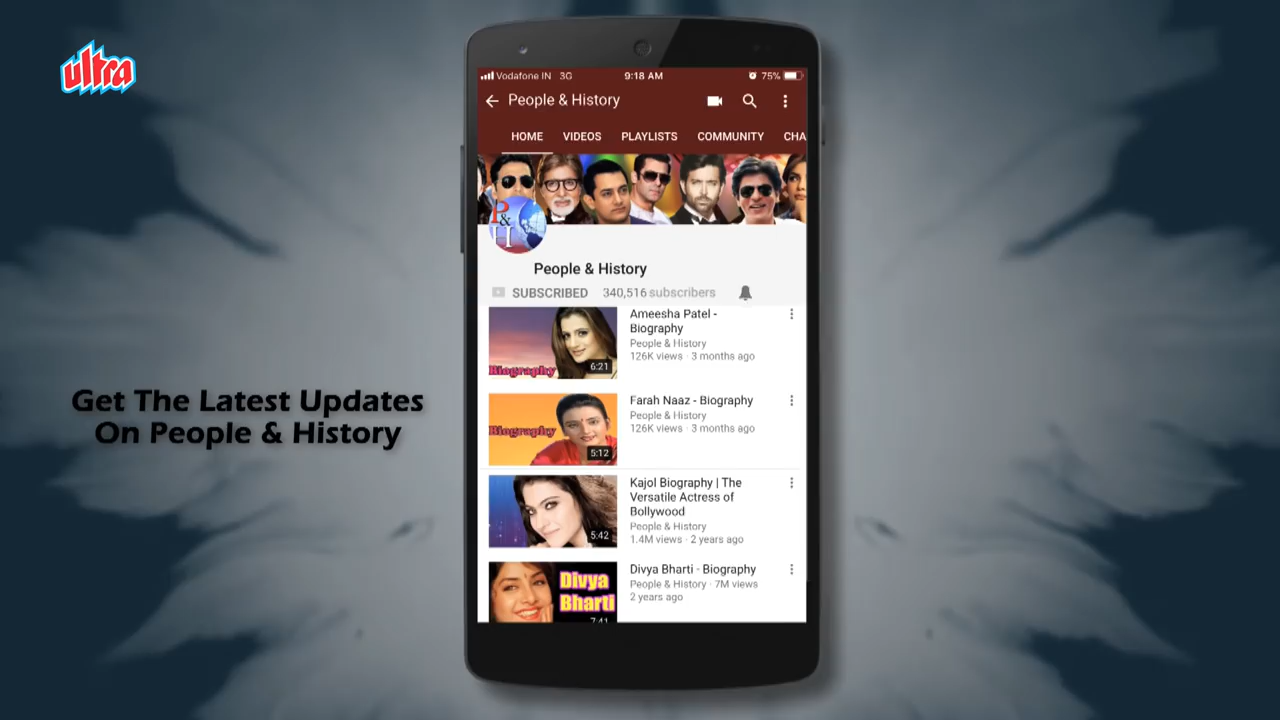 ultra
Vodafone IN 3G 9:18 AM 75%
People & History
HOME VIDEOS PLAYLISTS COMMUNITY CHA
P
&
H
People & History
SUBSCRIBED 340,516 subscribers
Ameesha Patel -
Biography
People & History
126K views · 3 months ago
Biography
6:21
Farah Naaz - Biography
People & History
126K views · 3 months ago
Biography
5:12
Kajol Biography | The
Versatile Actress of
Bollywood
People & History
1.4M views · 2 years ago
5:42
Divya Bharti - Biography
People & History · 7M views
2 years ago
Divya
Bharti
7:41
Get The Latest Updates
On People & History